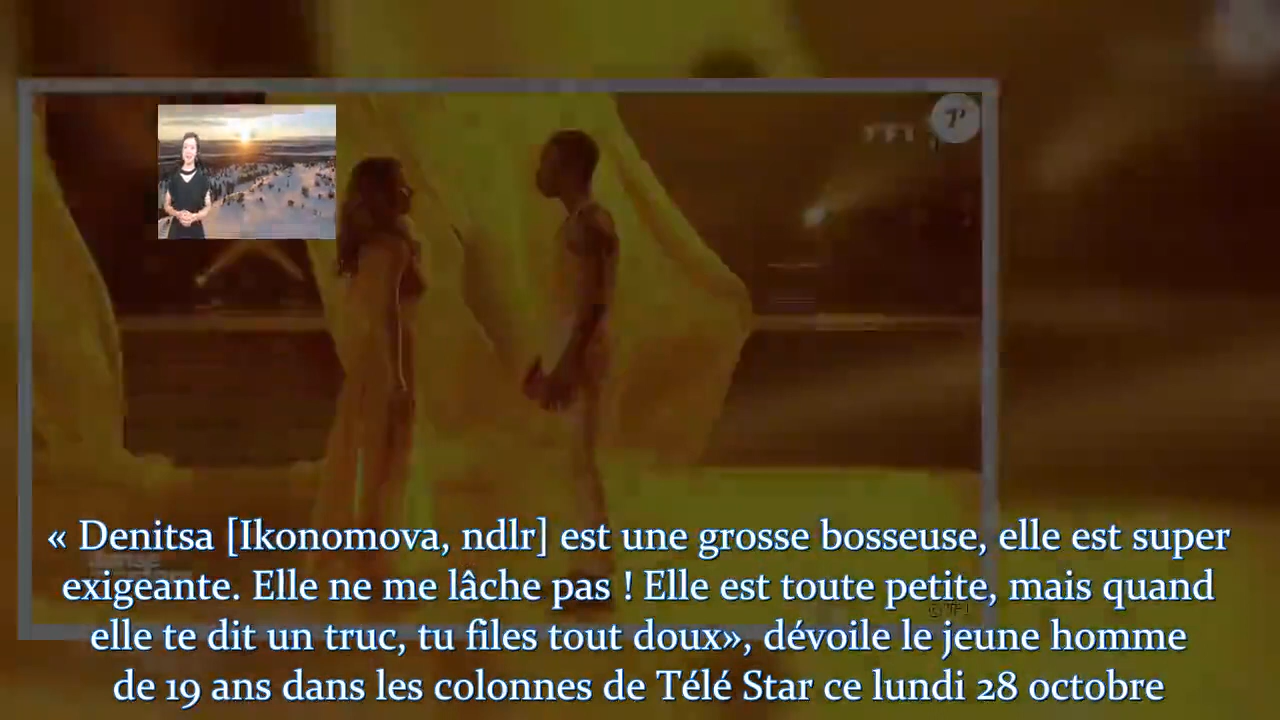 TF1
« Denitsa [Ikonomova, ndlr] est une grosse bosseuse, elle est super
exigeante. Elle ne me lâche pas ! Elle est toute petite, mais quand
elle te dit un truc, tu files tout doux», dévoile le jeune homme
de 19 ans dans les colonnes de Télé Star ce lundi 28 octobre